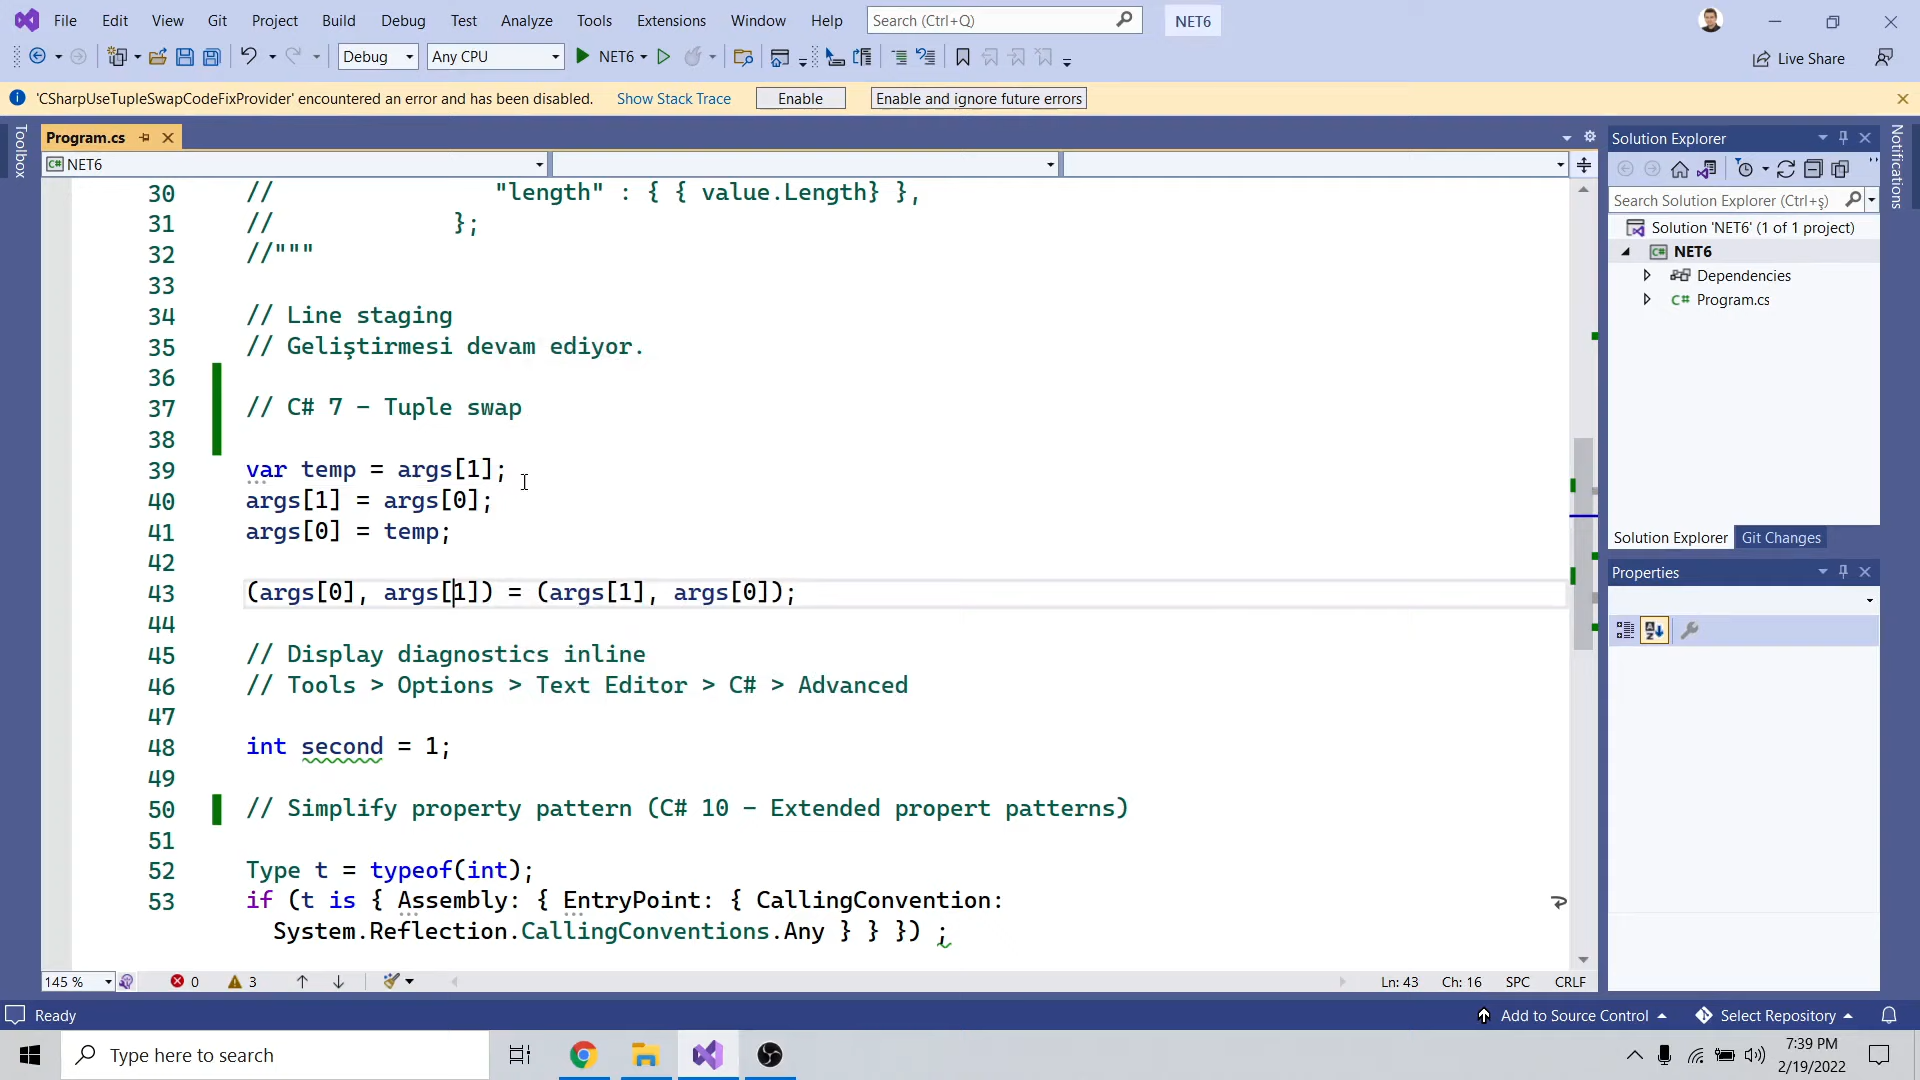 File Edit View Git Project Build Debug Test Analyze Tools Extensions Window Help Search (Ctrl+Q) NET6
Debug Any CPU NET6 Live Share
'CSharpUseTupleSwapCodeFixProvider' encountered an error and has been disabled. Show Stack Trace Enable Enable and ignore future errors
Toolbox
Program.cs
C# NET6
30 // "length" : { { value.Length} },
31 // };
32 //"""
33
34 // Line staging
35 // Geliştirmesi devam ediyor.
36
37 // C# 7 - Tuple swap
38
39 var temp = args[1];
40 args[1] = args[0];
41 args[0] = temp;
42
43 (args[0], args[1]) = (args[1], args[0]);
44
45 // Display diagnostics inline
46 // Tools > Options > Text Editor > C# > Advanced
47
48 int second = 1;
49
50 // Simplify property pattern (C# 10 - Extended propert patterns)
51
52 Type t = typeof(int);
53 if (t is { Assembly: { EntryPoint: { CallingConvention:
System.Reflection.CallingConventions.Any } } }) ;
145 % 0 3 Ln: 43 Ch: 16 SPC CRLF
Solution Explorer
Search Solution Explorer (Ctrl+ş)
Solution 'NET6' (1 of 1 project)
C# NET6
Dependencies
C# Program.cs
Solution Explorer Git Changes
Properties
Notifications
Ready Add to Source Control Select Repository
Type here to search
7:39 PM
2/19/2022